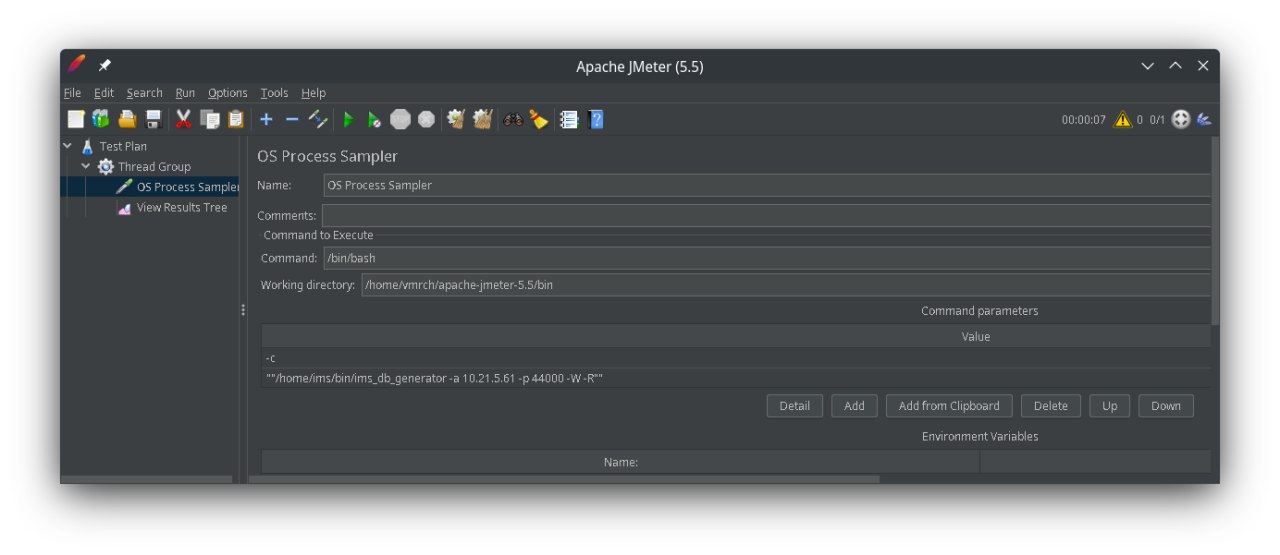 Apache JMeter (5.5)
File Edit Search Run Options Tools Help
00:00:07 0 0/1
Test Plan
Thread Group
OS Process Sampler
View Results Tree
OS Process Sampler
Name: OS Process Sampler
Comments:
Command to Execute
Command: /bin/bash
Working directory: /home/vmrch/apache-jmeter-5.5/bin
Command parameters
Value
-c
""/home/ims/bin/ims_db_generator -a 10.21.5.61 -p 44000 -W -R""
Detail Add Add from Clipboard Delete Up Down
Environment Variables
Name: